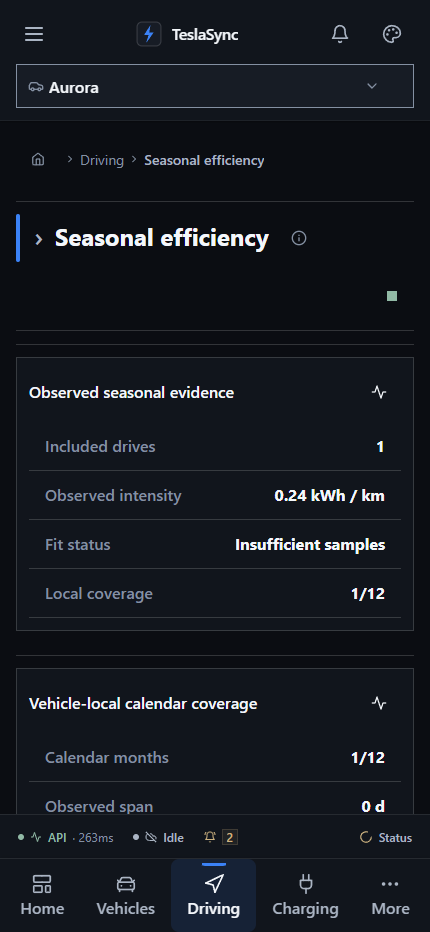 TeslaSync
Aurora
Driving Seasonal efficiency
Seasonal efficiency
Observed seasonal evidence
Included drives 1
Observed intensity 0.24 kWh / km
Fit status Insufficient samples
Local coverage 1/12
Vehicle-local calendar coverage
Calendar months 1/12
Observed span 0 d
API · 263ms Idle 2 Status
Home Vehicles Driving Charging More